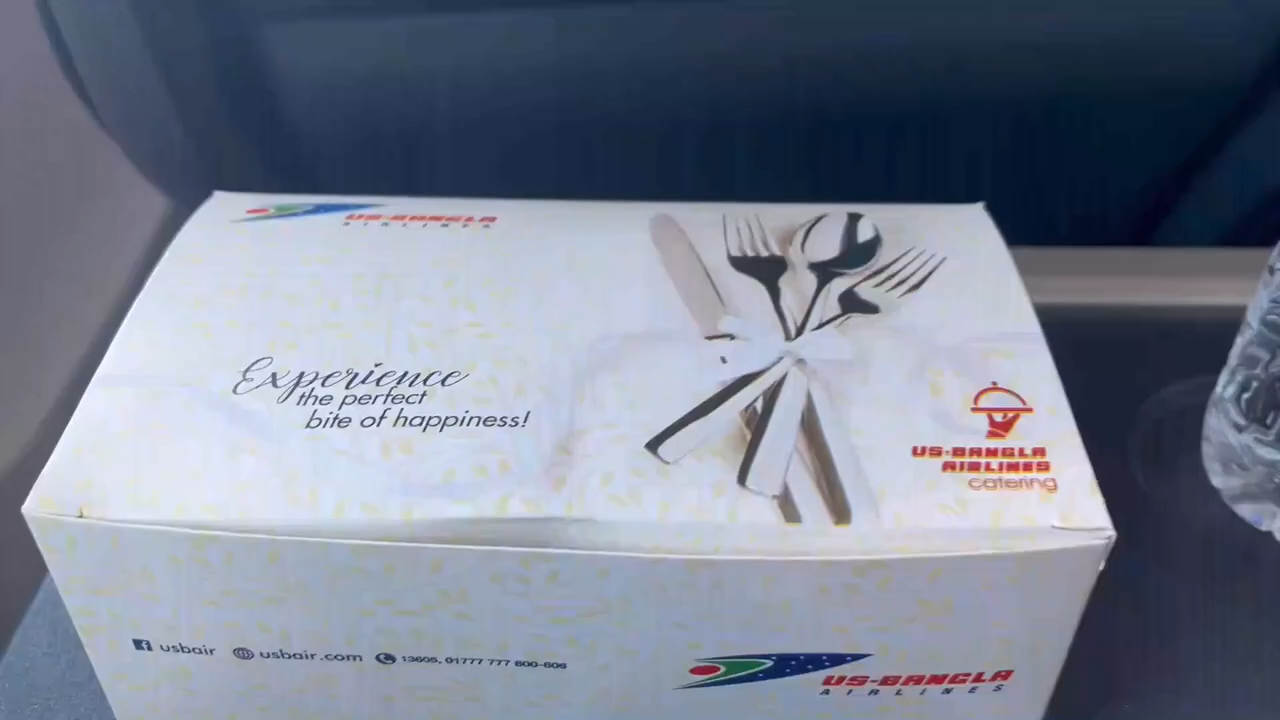 US-BANGLA
AIRLINES
Experience
the perfect
bite of happiness!
US-BANGLA
AIRLINES
catering
usbair usbair.com 13605, 01777 777 800-806
US-BANGLA
AIRLINES